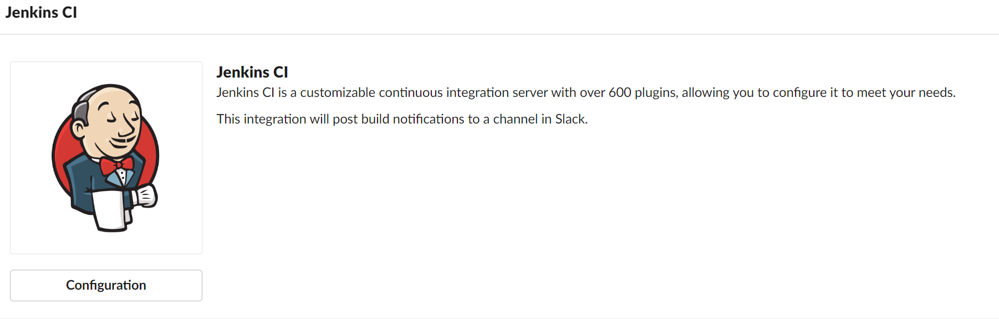 Jenkins CI
Jenkins CI
Jenkins CI is a customizable continuous integration server with over 600 plugins, allowing you to configure it to meet your needs.
This integration will post build notifications to a channel in Slack.
Configuration